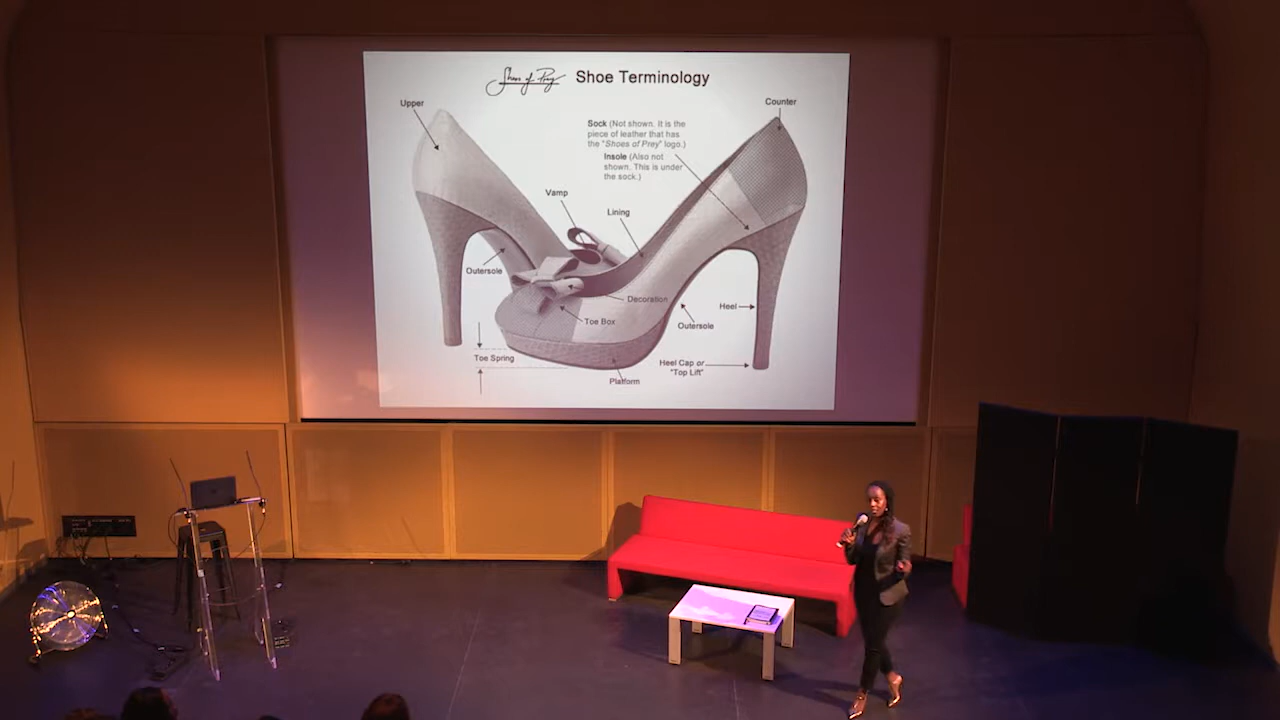 Shoes of Prey Shoe Terminology
Upper
Counter
Sock (Not shown. It is the
piece of leather that has
the "Shoes of Prey" logo.)
Insole (Also not
shown. This is under
the sock.)
Vamp
Lining
Outersole
Decoration
Toe Box
Heel
Outersole
Toe Spring
Heel Cap or
"Top Lift"
Platform